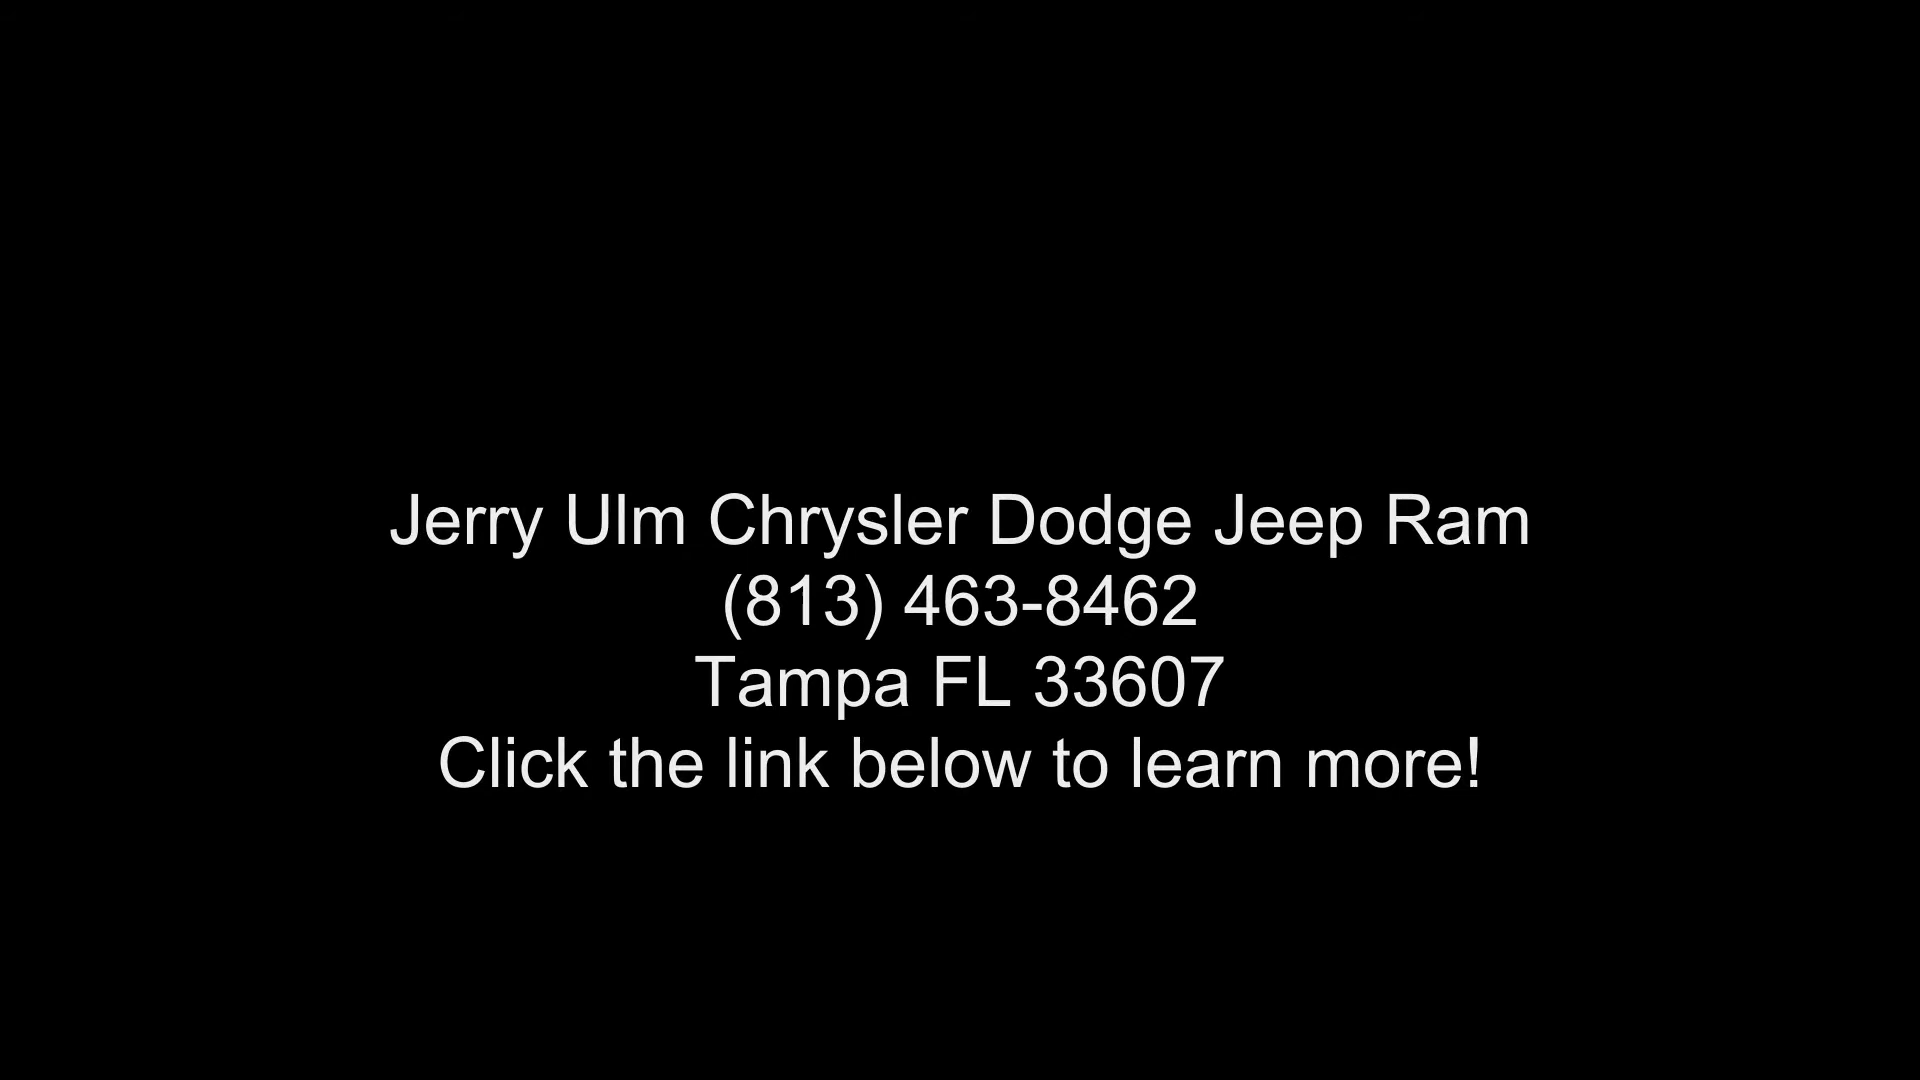 Jerry Ulm Chrysler Dodge Jeep Ram
(813) 463-8462
Tampa FL 33607
Click the link below to learn more!